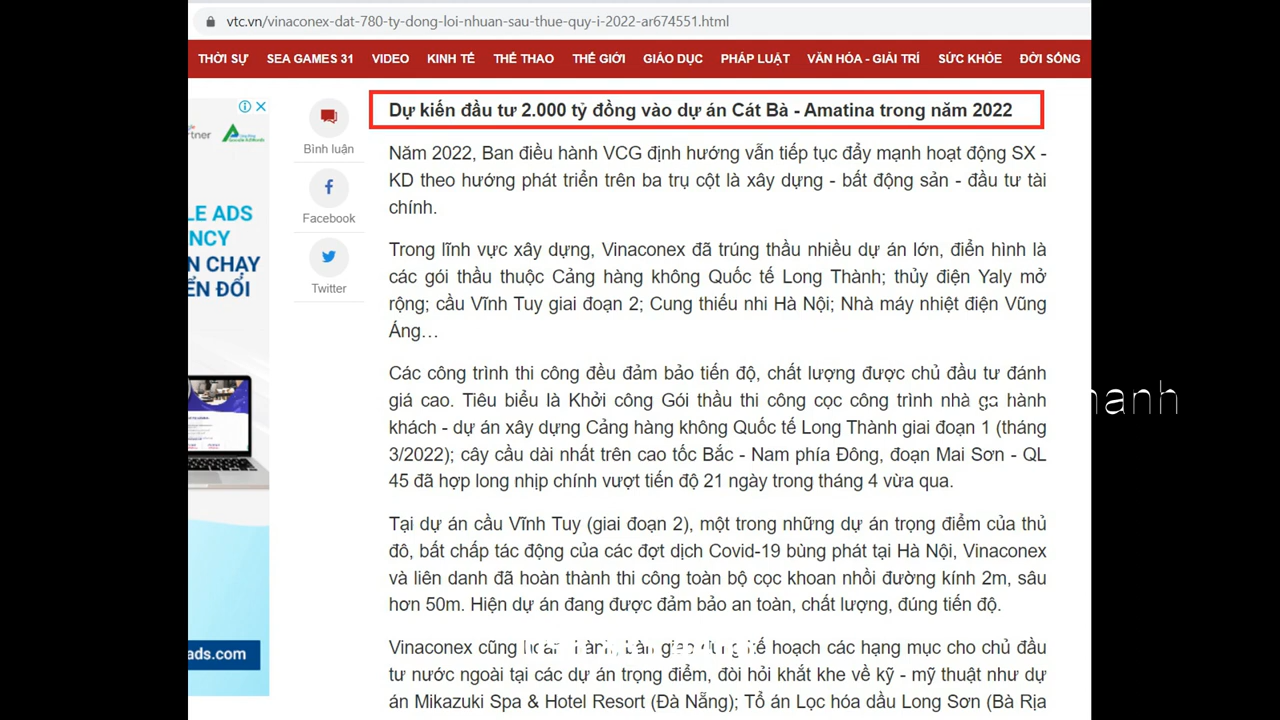 vtc.vn/vinaconex-dat-780-ty-dong-loi-nhuan-sau-thue-quy-i-2022-ar674551.html
THỜI SỰ SEA GAMES 31 VIDEO KINH TẾ THỂ THAO THẾ GIỚI GIÁO DỤC PHÁP LUẬT VĂN HÓA - GIẢI TRÍ SỨC KHỎE ĐỜI SỐNG
Dự kiến đầu tư 2.000 tỷ đồng vào dự án Cát Bà - Amatina trong năm 2022
Bình luận
Facebook
Twitter
Năm 2022, Ban điều hành VCG định hướng vẫn tiếp tục đẩy mạnh hoạt động SX -
KD theo hướng phát triển trên ba trụ cột là xây dựng - bất động sản - đầu tư tài
chính.
Trong lĩnh vực xây dựng, Vinaconex đã trúng thầu nhiều dự án lớn, điển hình là
các gói thầu thuộc Cảng hàng không Quốc tế Long Thành; thủy điện Yaly mở
rộng; cầu Vĩnh Tuy giai đoạn 2; Cung thiếu nhi Hà Nội; Nhà máy nhiệt điện Vũng
Áng…
Các công trình thi công đều đảm bảo tiến độ, chất lượng được chủ đầu tư đánh
giá cao. Tiêu biểu là Khởi công Gói thầu thi công cọc công trình nhà ga hành
khách - dự án xây dựng Cảng hàng không Quốc tế Long Thành giai đoạn 1 (tháng
3/2022); cây cầu dài nhất trên cao tốc Bắc - Nam phía Đông, đoạn Mai Sơn - QL
45 đã hợp long nhịp chính vượt tiến độ 21 ngày trong tháng 4 vừa qua.
Tại dự án cầu Vĩnh Tuy (giai đoạn 2), một trong những dự án trọng điểm của thủ
đô, bất chấp tác động của các đợt dịch Covid-19 bùng phát tại Hà Nội, Vinaconex
và liên danh đã hoàn thành thi công toàn bộ cọc khoan nhồi đường kính 2m, sâu
hơn 50m. Hiện dự án đang được đảm bảo an toàn, chất lượng, đúng tiến độ.
Vinaconex cũng hoàn thành, bàn giao đúng kế hoạch các hạng mục cho chủ đầu
tư nước ngoài tại các dự án trọng điểm, đòi hỏi khắt khe về kỹ - mỹ thuật như dự
án Mikazuki Spa & Hotel Resort (Đà Nẵng); Tổ án Lọc hóa dầu Long Sơn (Bà Rịa
LE ADS
NCY
N CHẠY
ỂN ĐỔI
ads.com